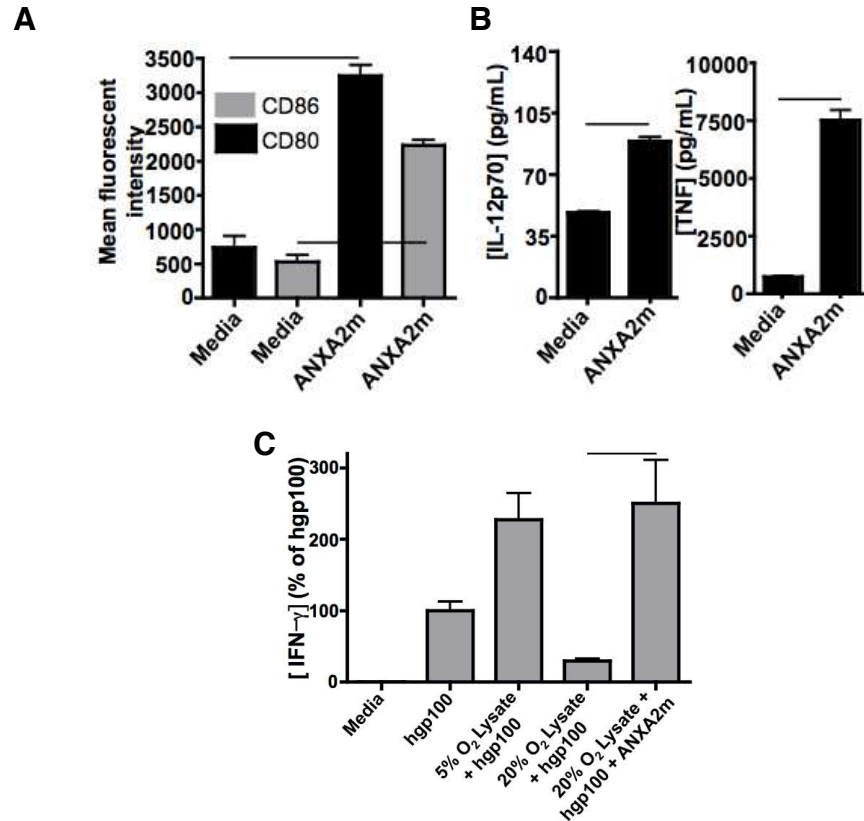 A
Mean fluorescent
intensity
3500
3000
2500
2000
1500
1000
500
0
CD86
CD80
Media
Media
ANXA2m
ANXA2m
B
[IL-12p70] (pg/mL)
140
105
70
35
0
Media
ANXA2m
[TNF] (pg/mL)
10000
7500
5000
2500
0
Media
ANXA2m
C
[ IFN-γ] (% of hgp100)
300
200
100
0
Media
hgp100
5% O₂ Lysate
+ hgp100
20% O₂ Lysate
+ hgp100
20% O₂ Lysate +
hgp100 + ANXA2m